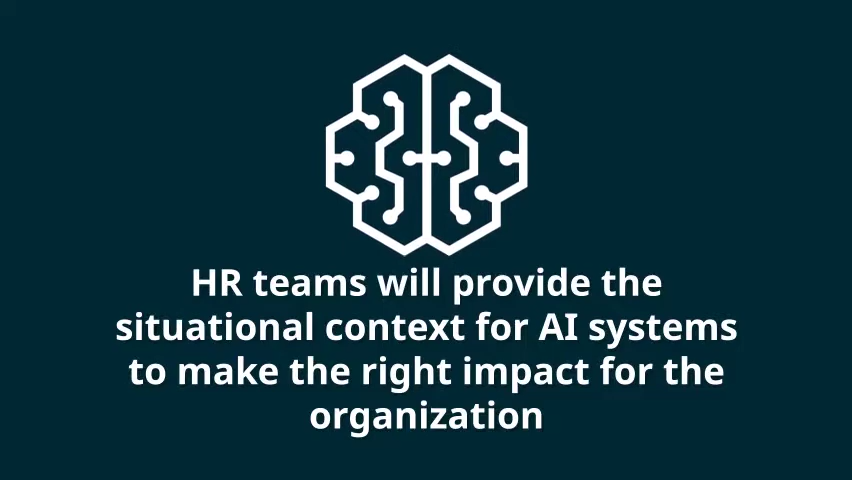 HR teams will provide the
situational context for AI systems
to make the right impact for the
organization